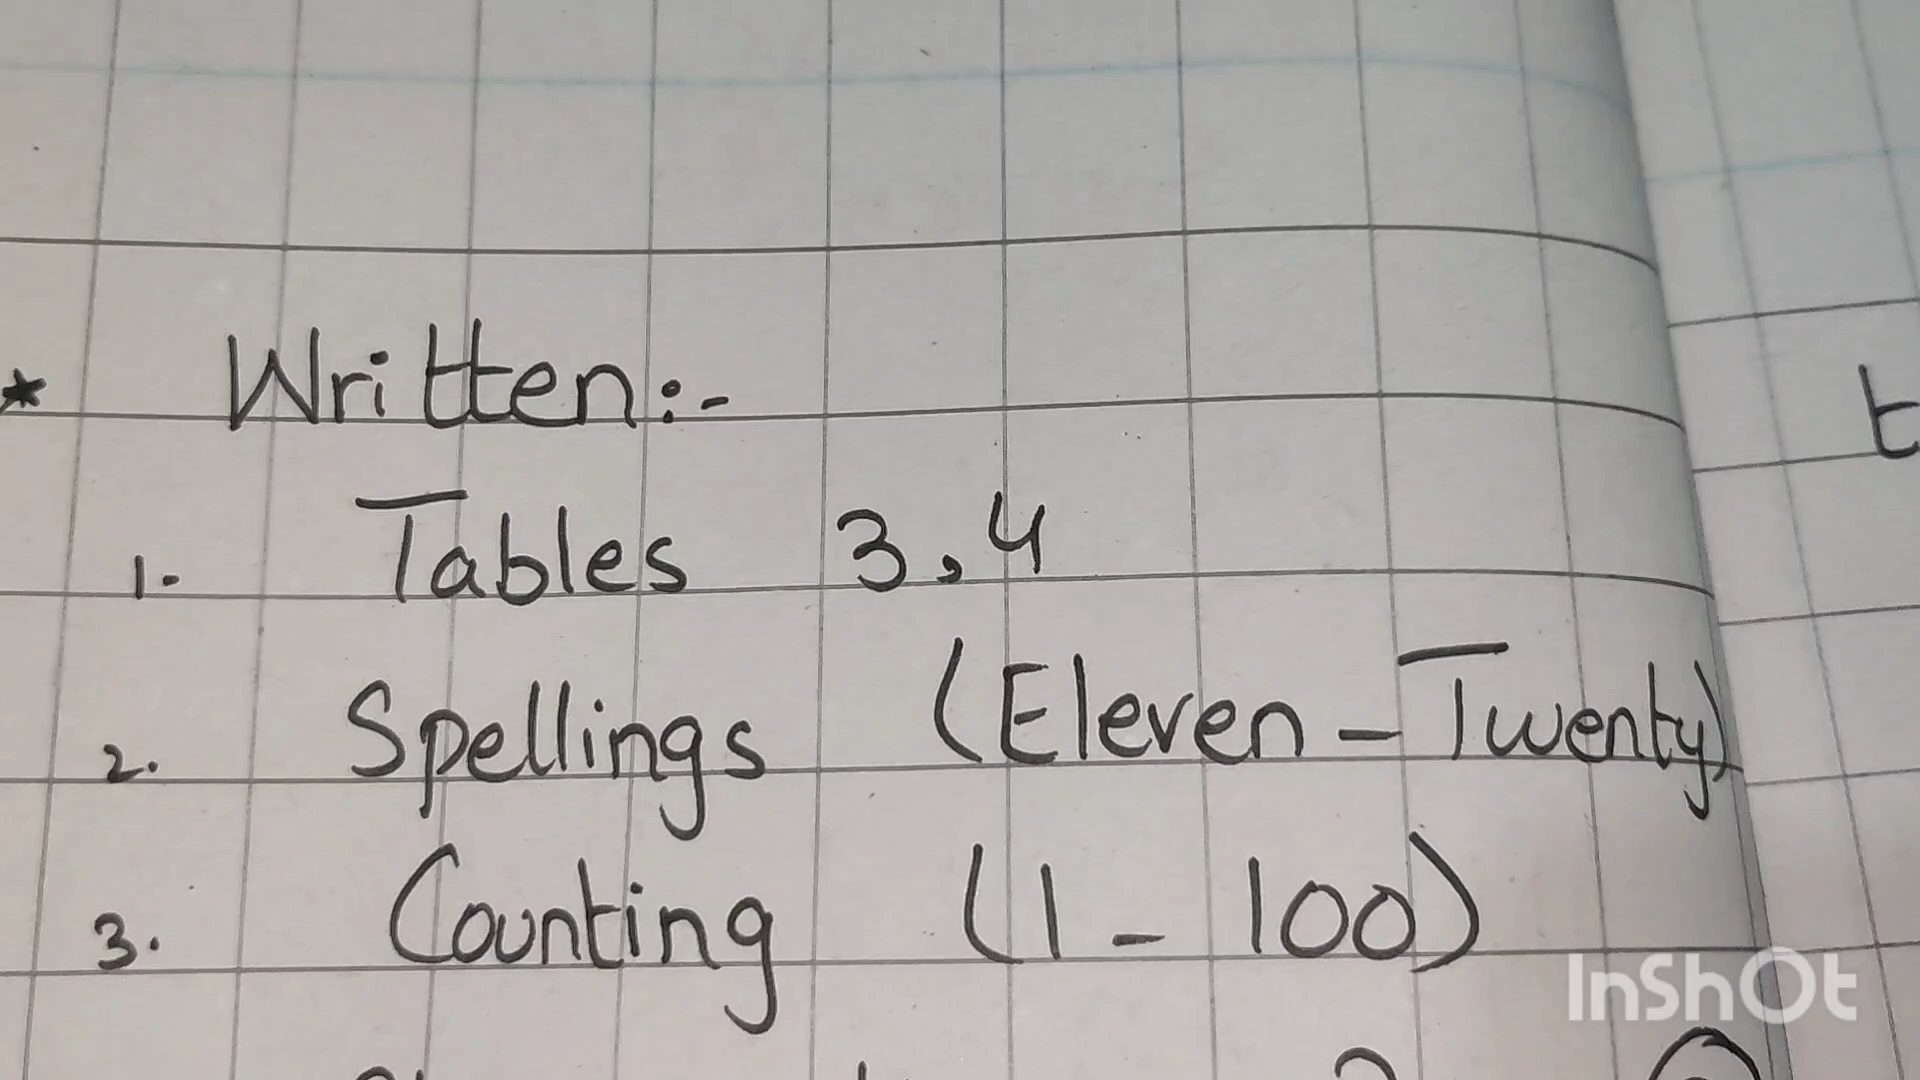 * Written:-
1. Tables 3, 4
2. Spellings (Eleven - Twenty)
3. Counting (1 - 100)
t
InShOt